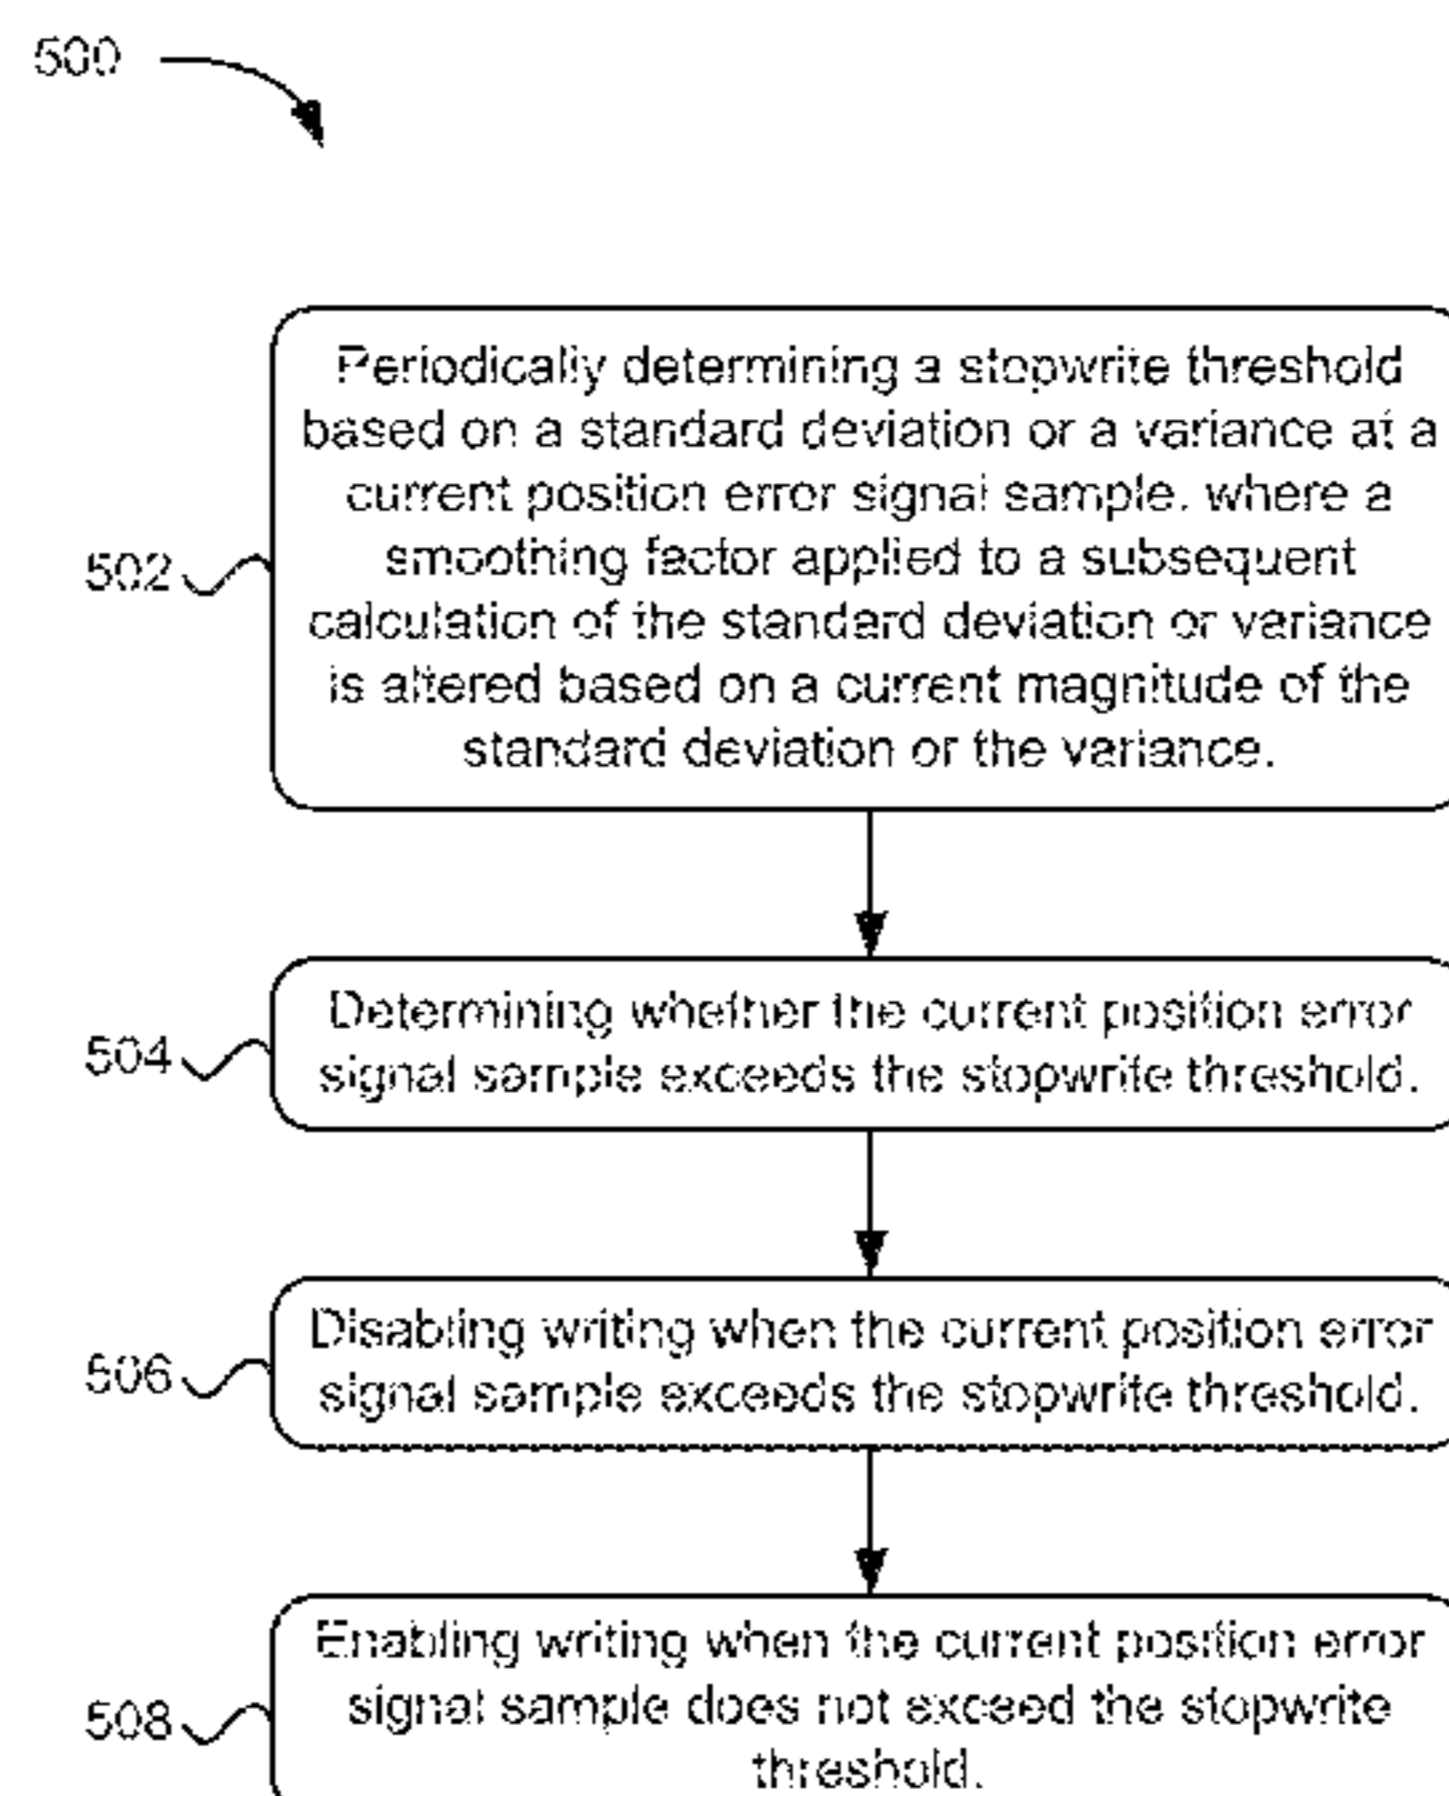 500
Periodically determining a stopwrite threshold
based on a standard deviation or a variance at a
current position error signal sample, where a
smoothing factor applied to a subsequent
calculation of the standard deviation or variance
is altered based on a current magnitude of the
standard deviation or the variance.
502
Determining whether the current position error
signal sample exceeds the stopwrite threshold.
504
Disabling writing when the current position error
signal sample exceeds the stopwrite threshold.
506
Enabling writing when the current position error
signal sample does not exceed the stopwrite
threshold.
508